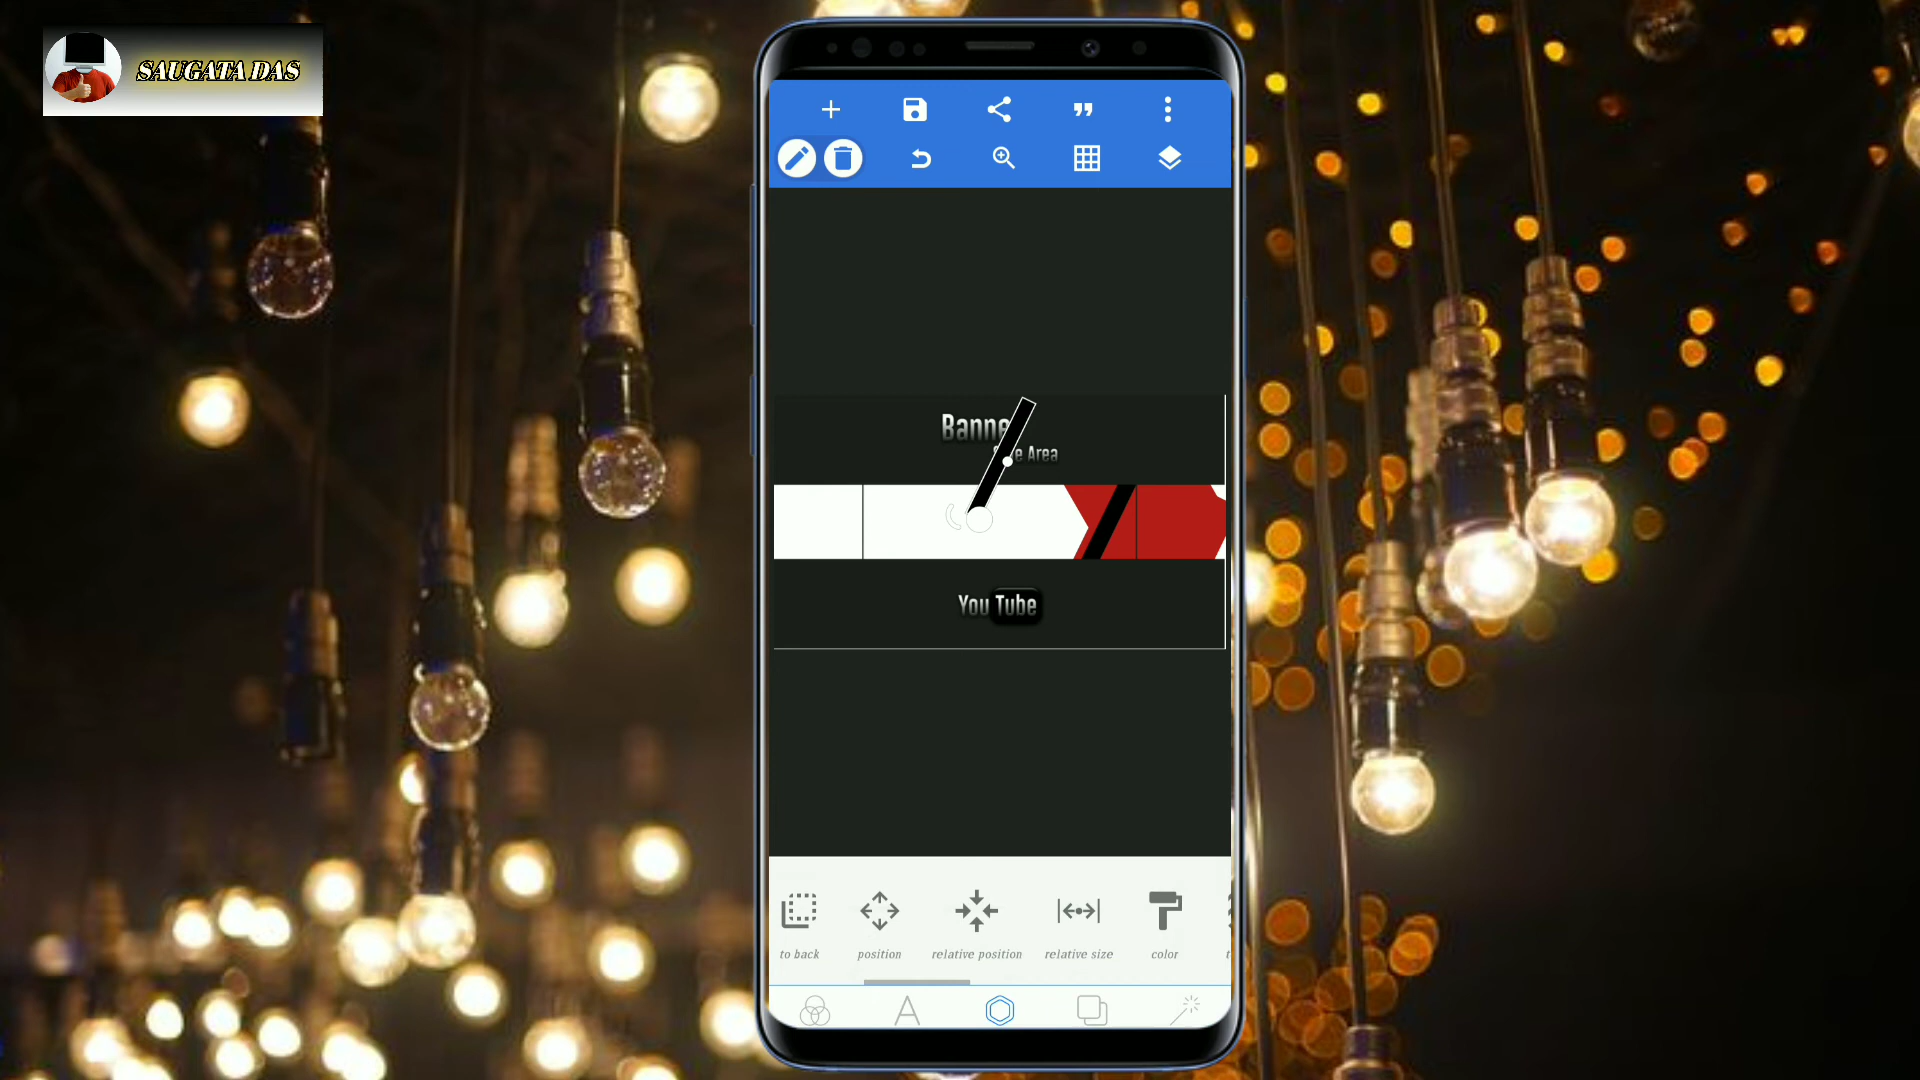 SAUGATA DAS
Banne
e Area
You Tube
to back
position
relative position
relative size
color